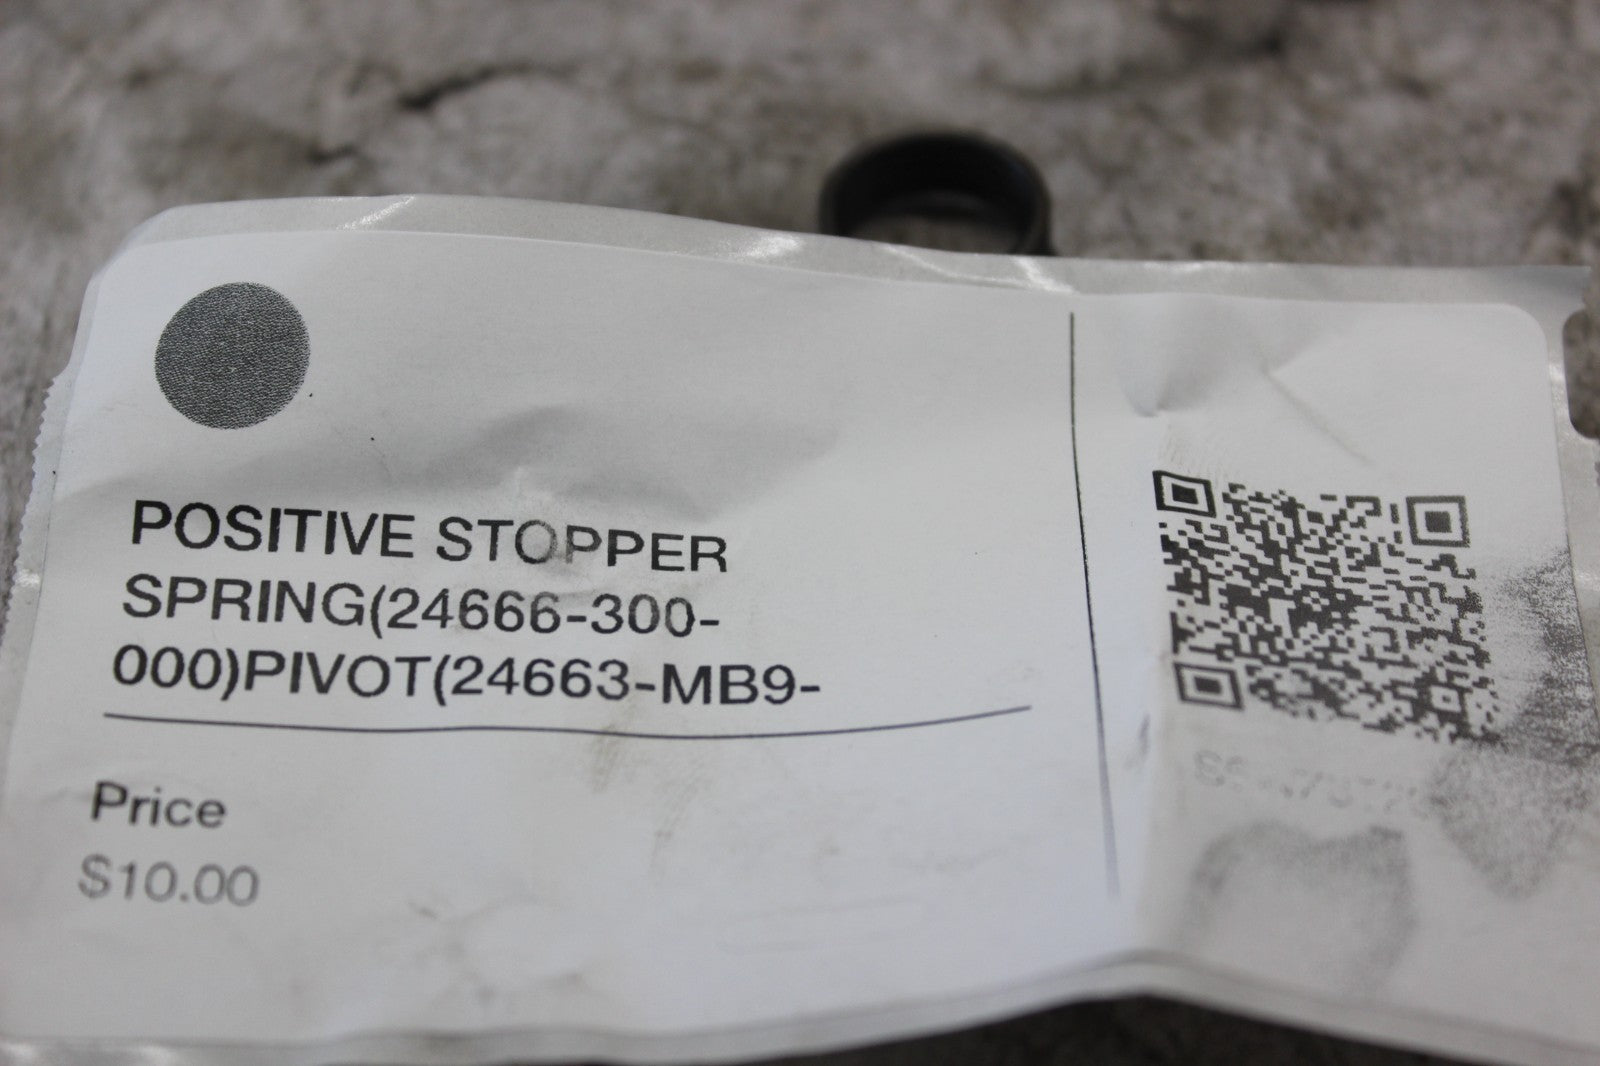 POSITIVE STOPPER
SPRING(24666-300-
000)PIVOT(24663-MB9-
Price
$10.00